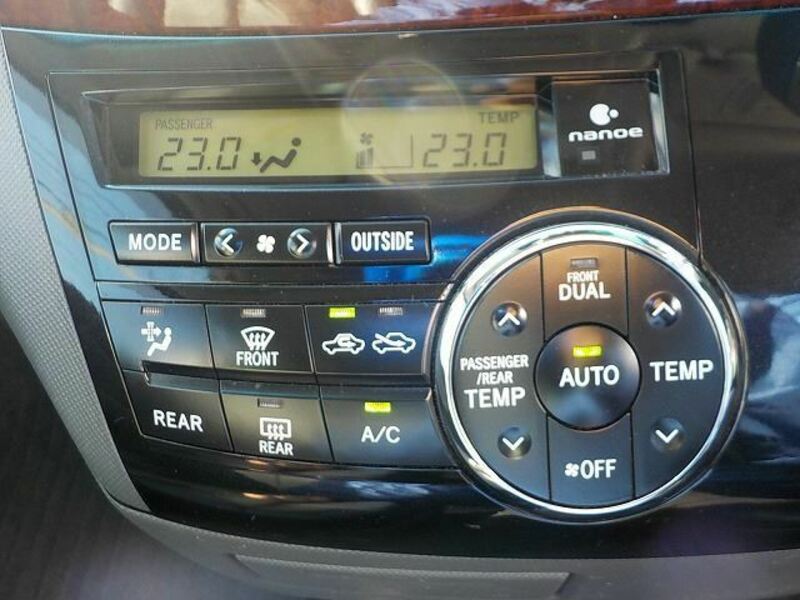 PASSENGER
TEMP
23.0
23.0
nanoe
MODE
OUTSIDE
FRONT
DUAL
FRONT
PASSENGER
/REAR
TEMP
AUTO
TEMP
REAR
REAR
A/C
OFF